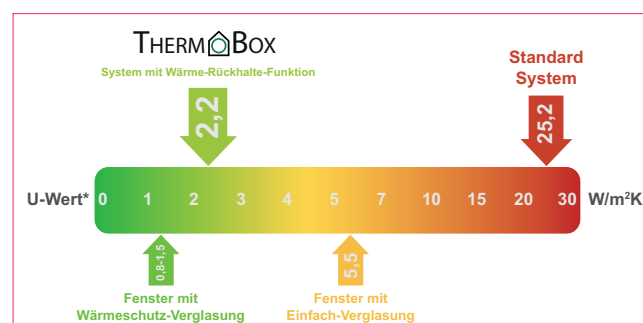 THERMOBOX
System mit Wärme-Rückhalte-Funktion
2,2
Standard
System
25,2
U-Wert* 0 1 2 3 4 5 7 10 15 20 30 W/m²K
0,8-1,5
Fenster mit
Wärmeschutz-Verglasung
5,5
Fenster mit
Einfach-Verglasung